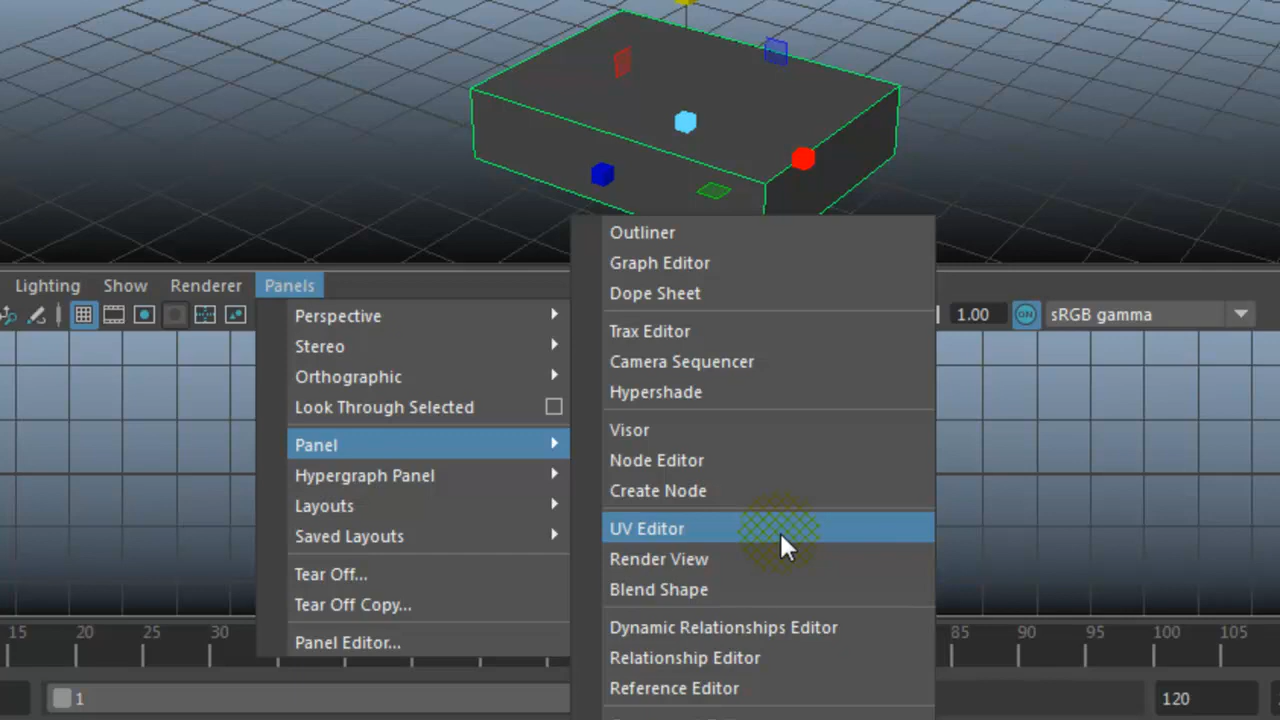 Lighting Show Renderer Panels
1.00 ON sRGB gamma
Perspective
Stereo
Orthographic
Look Through Selected
Panel
Hypergraph Panel
Layouts
Saved Layouts
Tear Off...
Tear Off Copy...
Panel Editor...
Outliner
Graph Editor
Dope Sheet
Trax Editor
Camera Sequencer
Hypershade
Visor
Node Editor
Create Node
UV Editor
Render View
Blend Shape
Dynamic Relationships Editor
Relationship Editor
Reference Editor
15 20 25 30 85 90 95 100 105
1 120